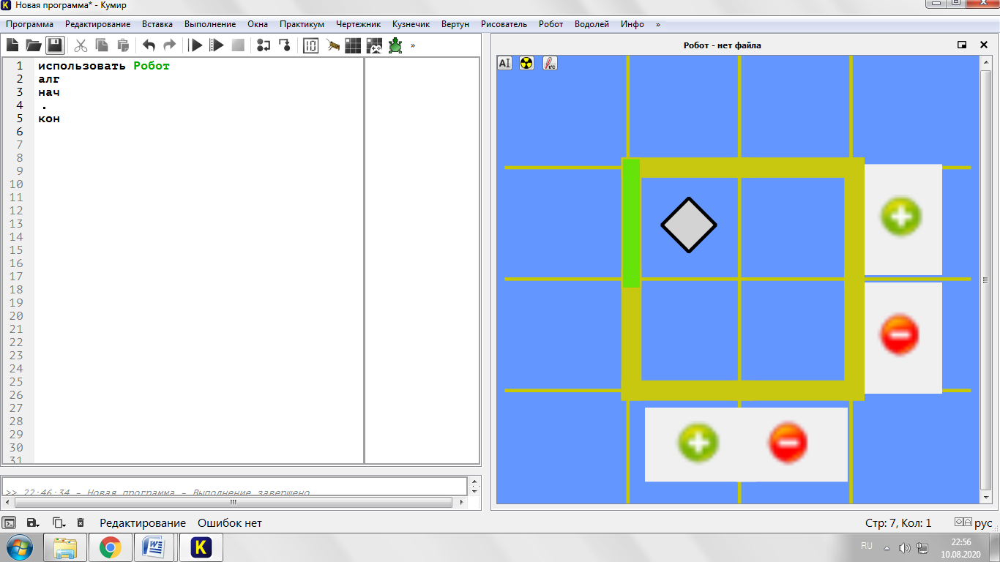 Новая программа* - Кумир
Программа Редактирование Вставка Выполнение Окна Практикум Чертежник Кузнечик Вертун Рисователь Робот Водолей Инфо »
»
Робот - нет файла
1 использовать Робот
2 алг
3 нач
4 .
5 кон
6
7
8
9
10
11
12
13
14
15
16
17
18
19
20
21
22
23
24
25
26
27
28
29
30
31
>> 22:46:34 - Новая программа - Выполнение завершено
Редактирование Ошибок нет Стр: 7, Кол: 1 рус
RU 22:56
10.08.2020